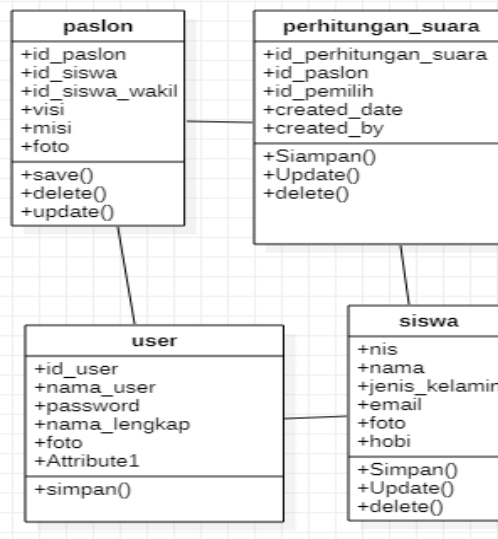 paslon
+id_paslon
+id_siswa
+id_siswa_wakil
+visi
+misi
+foto
+save()
+delete()
+update()
perhitungan_suara
+id_perhitungan_suara
+id_paslon
+id_pemilih
+created_date
+created_by
+Siampan()
+Update()
+delete()
user
+id_user
+nama_user
+password
+nama_lengkap
+foto
+Attribute1
+simpan()
siswa
+nis
+nama
+jenis_kelamin
+email
+foto
+hobi
+Simpan()
+Update()
+delete()